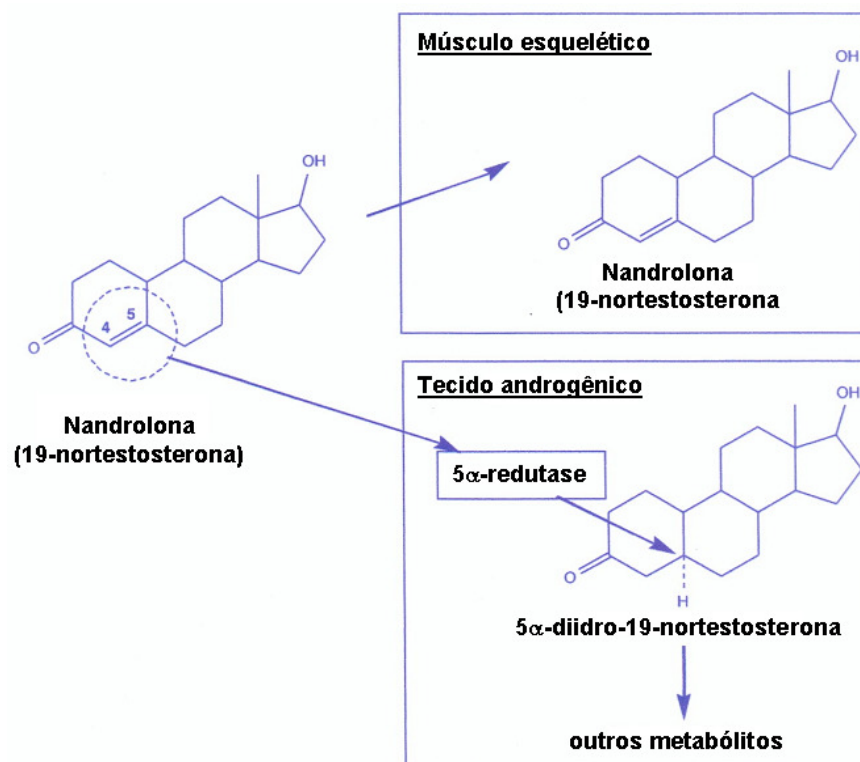 Músculo esquelético
OH
O
Nandrolona
(19-nortestosterona
OH
4
5
O
Nandrolona
(19-nortestosterona)
Tecido androgênico
5α-redutase
OH
O
H
5α-diidro-19-nortestosterona
outros metabólitos